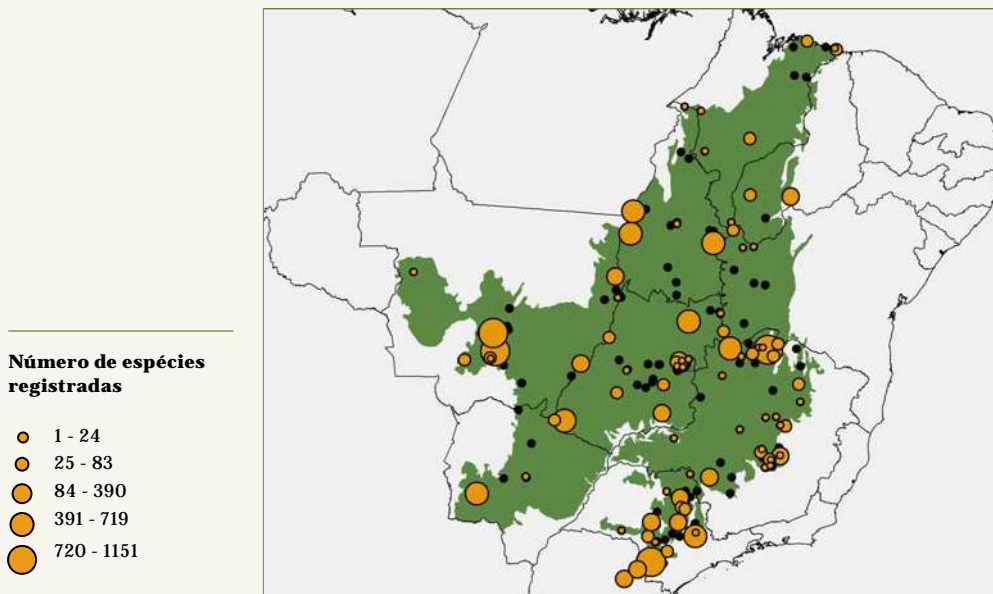 Número de espécies
registradas
1 - 24
25 - 83
84 - 390
391 - 719
720 - 1151